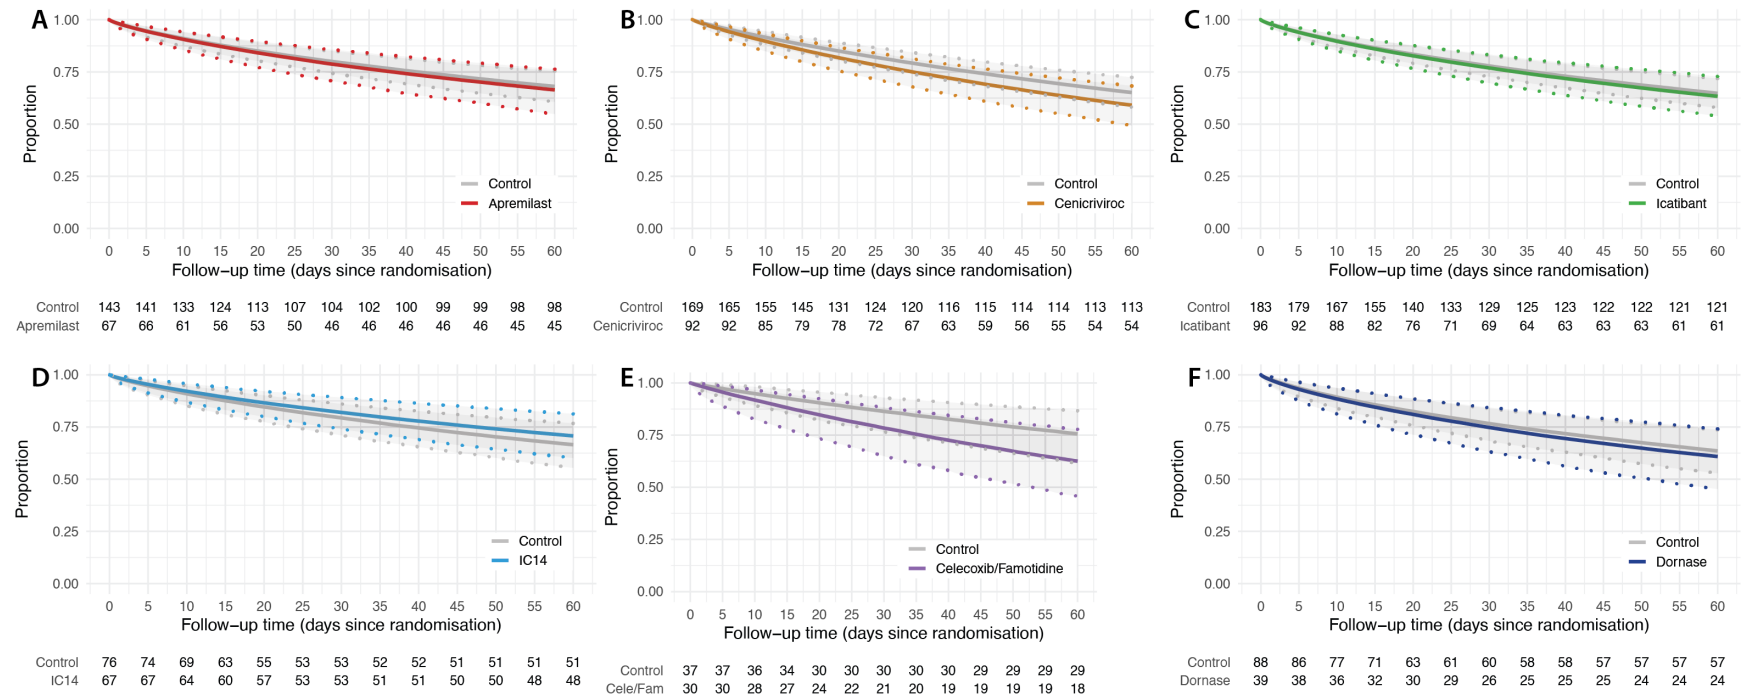 A
1.00
0.75
0.50
0.25
0.00
Proportion
Control
Apremilast
0 5 10 15 20 25 30 35 40 45 50 55 60
Follow-up time (days since randomisation)
Control 143 141 133 124 113 107 104 102 100 99 99 98 98
Apremilast 67 66 61 56 53 50 46 46 46 46 46 45 45
B
1.00
0.75
0.50
0.25
0.00
Proportion
Control
Cenicriviroc
0 5 10 15 20 25 30 35 40 45 50 55 60
Follow-up time (days since randomisation)
Control 169 165 155 145 131 124 120 116 115 114 114 113 113
Cenicriviroc 92 92 85 79 78 72 67 63 59 56 55 54 54
C
1.00
0.75
0.50
0.25
0.00
Proportion
Control
Icatibant
0 5 10 15 20 25 30 35 40 45 50 55 60
Follow-up time (days since randomisation)
Control 183 179 167 155 140 133 129 125 123 122 122 121 121
Icatibant 96 92 88 82 76 71 69 64 63 63 63 61 61
D
1.00
0.75
0.50
0.25
0.00
Proportion
Control
IC14
0 5 10 15 20 25 30 35 40 45 50 55 60
Follow-up time (days since randomisation)
Control 76 74 69 63 55 53 53 52 52 51 51 51 51
IC14 67 67 64 60 57 53 53 51 51 50 50 48 48
E
1.00
0.75
0.50
0.25
0.00
Proportion
Control
Celecoxib/Famotidine
0 5 10 15 20 25 30 35 40 45 50 55 60
Follow-up time (days since randomisation)
Control 37 37 36 34 30 30 30 30 30 29 29 29 29
Cele/Fam 30 30 28 27 24 22 21 20 19 19 19 19 18
F
1.00
0.75
0.50
0.25
0.00
Proportion
Control
Dornase
0 5 10 15 20 25 30 35 40 45 50 55 60
Follow-up time (days since randomisation)
Control 88 86 77 71 63 61 60 58 58 57 57 57 57
Dornase 39 38 36 32 30 29 26 25 25 25 24 24 24